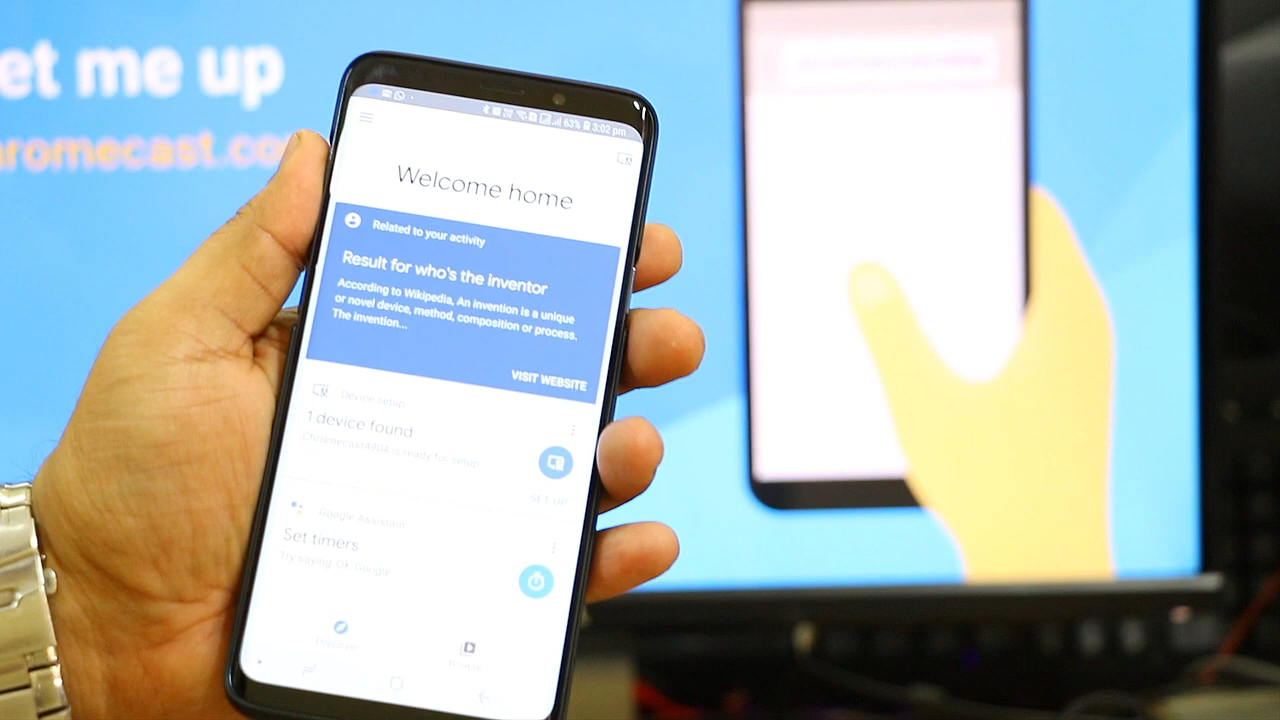 et me up
romecast.co
63% 3:02 pm
Welcome home
Related to your activity
Result for who's the inventor
According to Wikipedia, An invention is a unique
or novel device, method, composition or process.
The invention...
VISIT WEBSITE
Device setup
1 device found
Chromecast4904 is ready for setup
SET UP
Google Assistant
Set timers
Try saying, OK Google